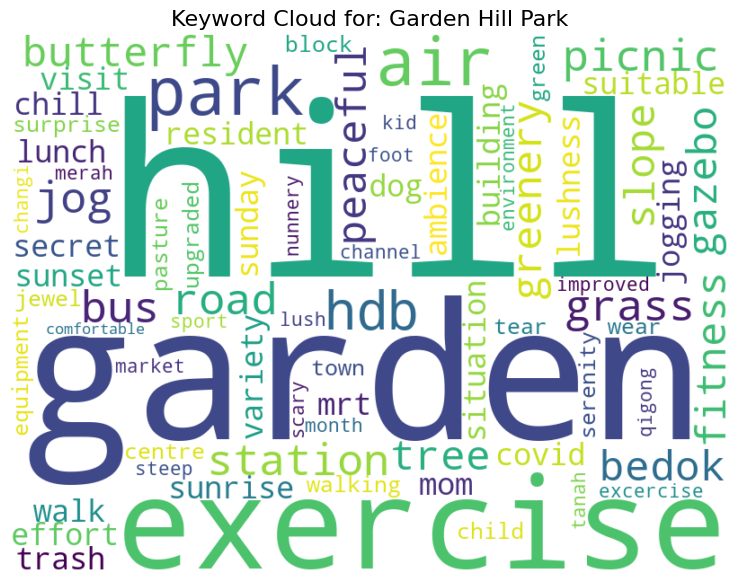 Keyword Cloud for: Garden Hill Park
butterfly
block
air
picnic
visit
park
peaceful
green
suitable
chill
hill
building
surprise
resident
kid
ambience
greenery
lushness
slope
fitness gazebo
lunch
merah
foot
environment
jogging
changi
jog
dog
pasture
upgraded
sunday
nunnery
secret
channel
sunset
jewel
bus
road
hdb
improved
grass
comfortable
sport
lush
tear
wear
equipment
garden
market
variety
scary
town
situation
serenity
qigong
mrt
month
centre
station
tree
covid
bedok
steep
sunrise
walking
mom
excercise
walk
exercise
tanah
effort
child
trash